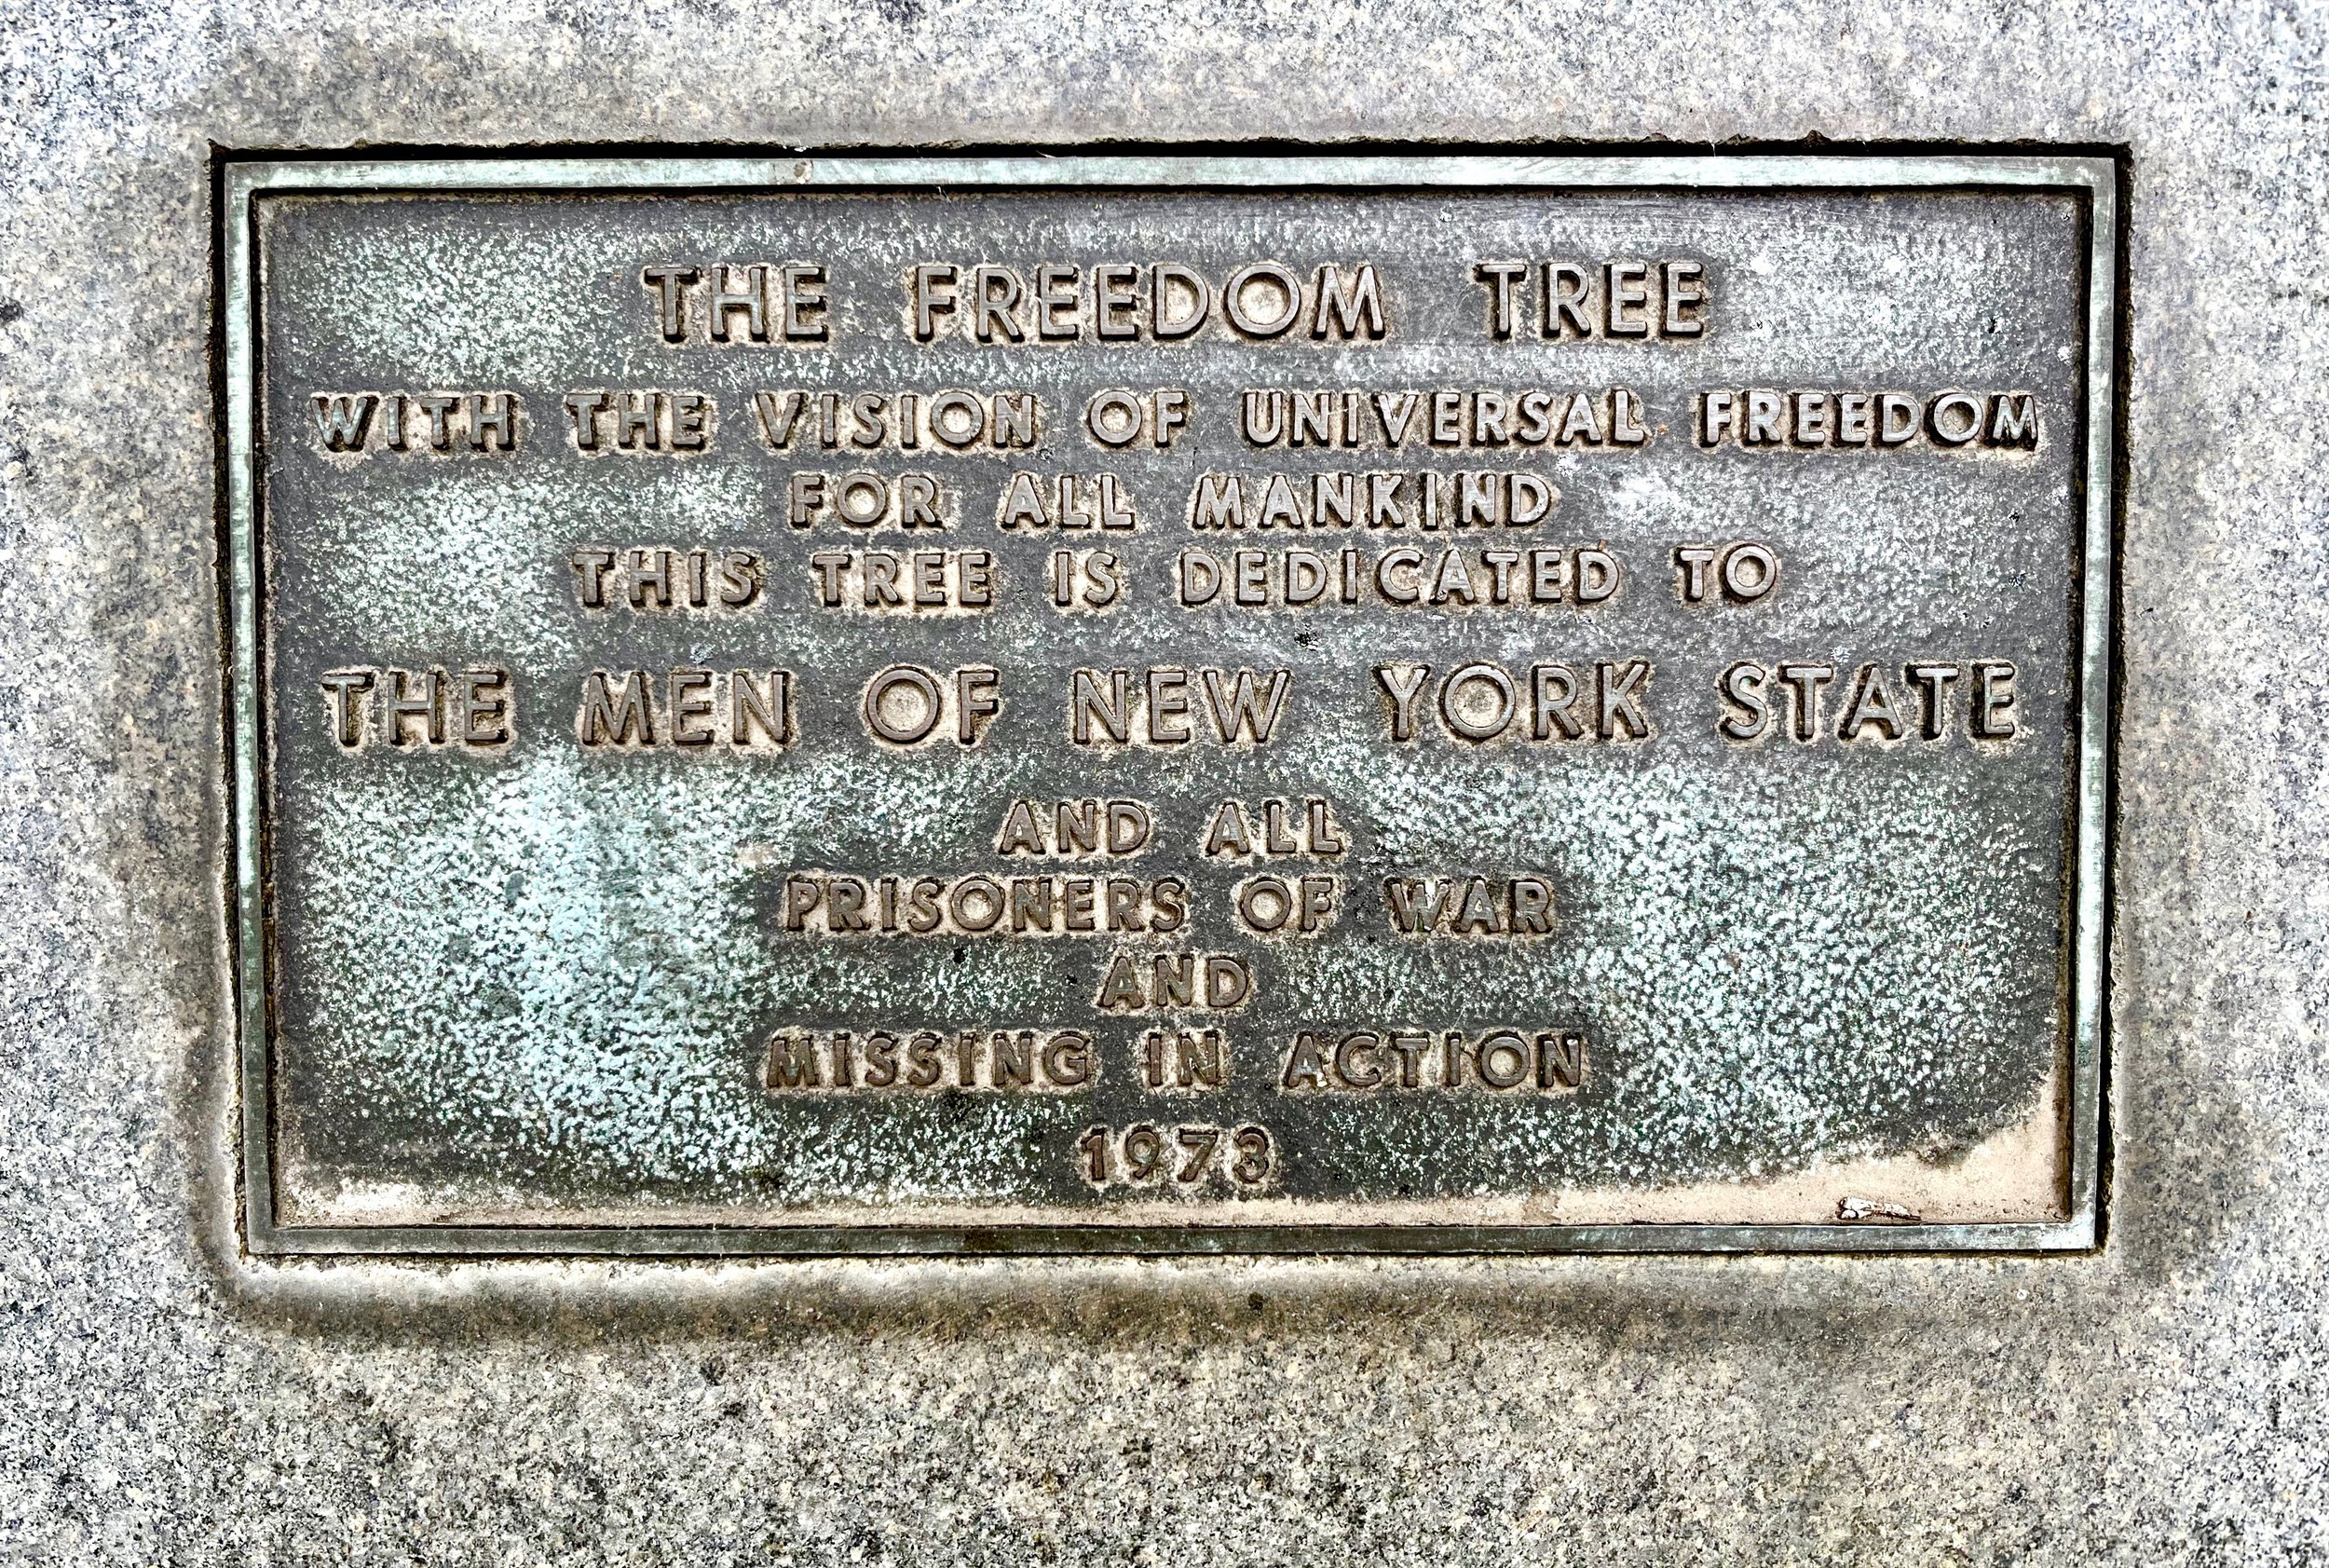 THE FREEDOM TREE
WITH THE VISION OF UNIVERSAL FREEDOM
FOR ALL MANKIND
THIS TREE IS DEDICATED TO
THE MEN OF NEW YORK STATE
AND ALL
PRISONERS OF WAR
AND
MISSING IN ACTION
1973